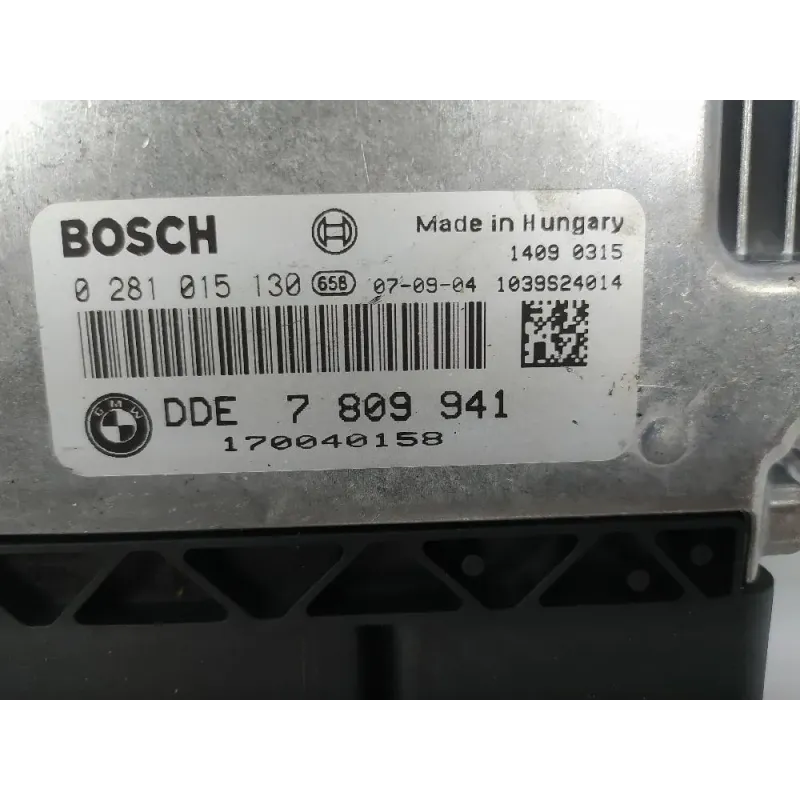 BOSCH
Made in Hungary
1409 0315
0 281 015 130 658 07-09-04 1039S24014
BMW
DDE 7 809 941
170040158